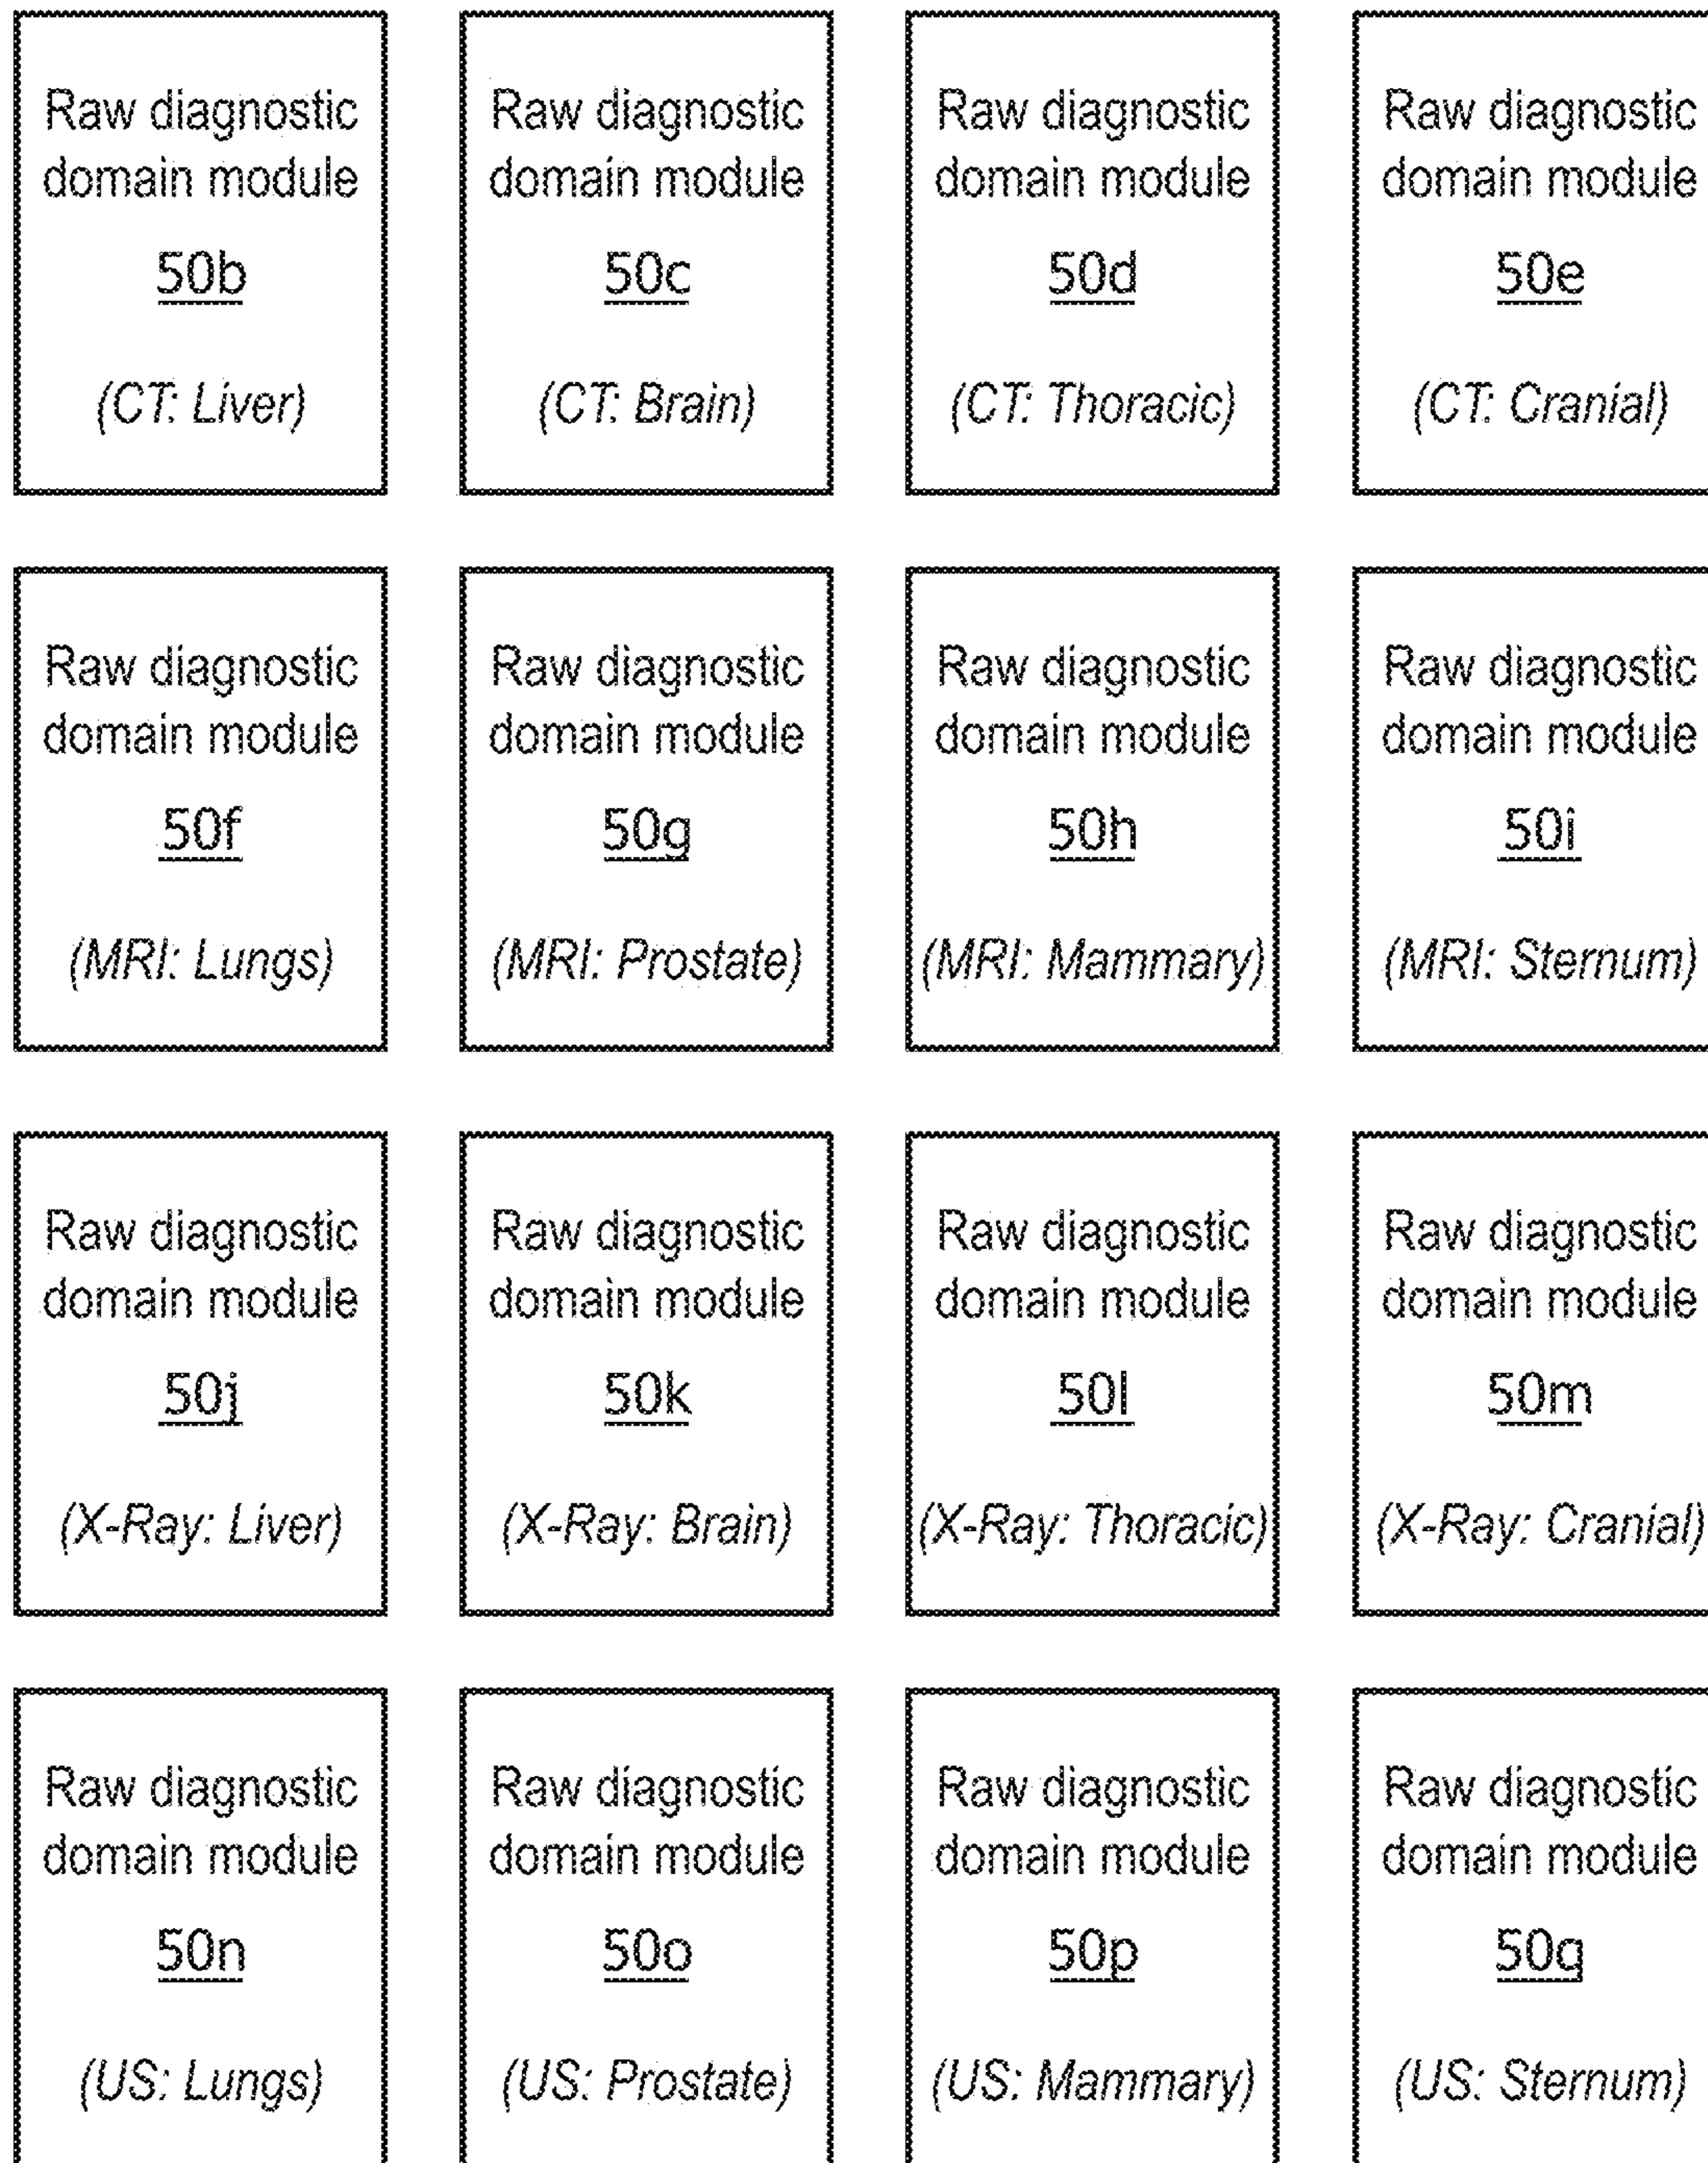 Raw diagnostic
domain module
50b
(CT: Liver)
Raw diagnostic
domain module
50c
(CT: Brain)
Raw diagnostic
domain module
50d
(CT: Thoracic)
Raw diagnostic
domain module
50e
(CT: Cranial)
Raw diagnostic
domain module
50f
(MRI: Lungs)
Raw diagnostic
domain module
50g
(MRI: Prostate)
Raw diagnostic
domain module
50h
(MRI: Mammary)
Raw diagnostic
domain module
50i
(MRI: Sternum)
Raw diagnostic
domain module
50j
(X-Ray: Liver)
Raw diagnostic
domain module
50k
(X-Ray: Brain)
Raw diagnostic
domain module
50l
(X-Ray: Thoracic)
Raw diagnostic
domain module
50m
(X-Ray: Cranial)
Raw diagnostic
domain module
50n
(US: Lungs)
Raw diagnostic
domain module
50o
(US: Prostate)
Raw diagnostic
domain module
50p
(US: Mammary)
Raw diagnostic
domain module
50q
(US: Sternum)